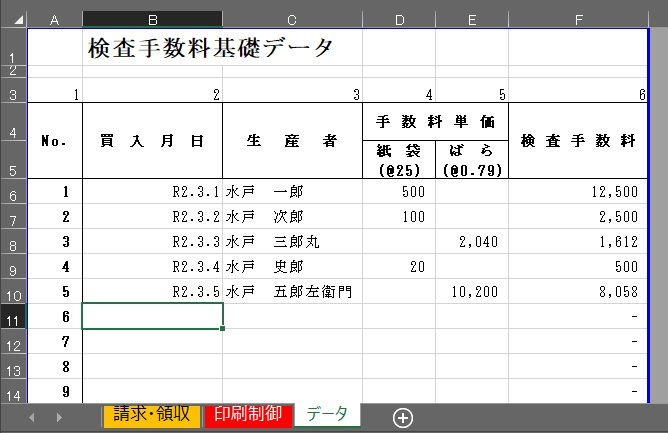 A B C D E F
1 検査手数料基礎データ
2
3 1 2 3 4 5 6
4 No. 買入月日 生産者 手数料単価 検査手数料
5 紙袋 ばら
(@25) (@0.79)
6 1 R2.3.1 水戸 一郎 500 12,500
7 2 R2.3.2 水戸 次郎 100 2,500
8 3 R2.3.3 水戸 三郎丸 2,040 1,612
9 4 R2.3.4 水戸 史郎 20 500
10 5 R2.3.5 水戸 五郎左衛門 10,200 8,058
11 6 -
12 7 -
13 8 -
14 9 -
請求・領収 印刷制御 データ